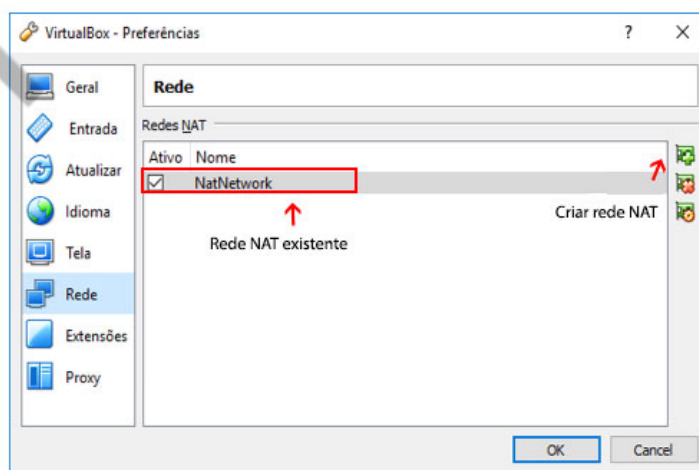 VirtualBox - Preferências
Geral
Entrada
Atualizar
Idioma
Tela
Rede
Extensões
Proxy
Rede
Redes NAT
Ativo Nome
NatNetwork
Criar rede NAT
Rede NAT existente
OK Cancel